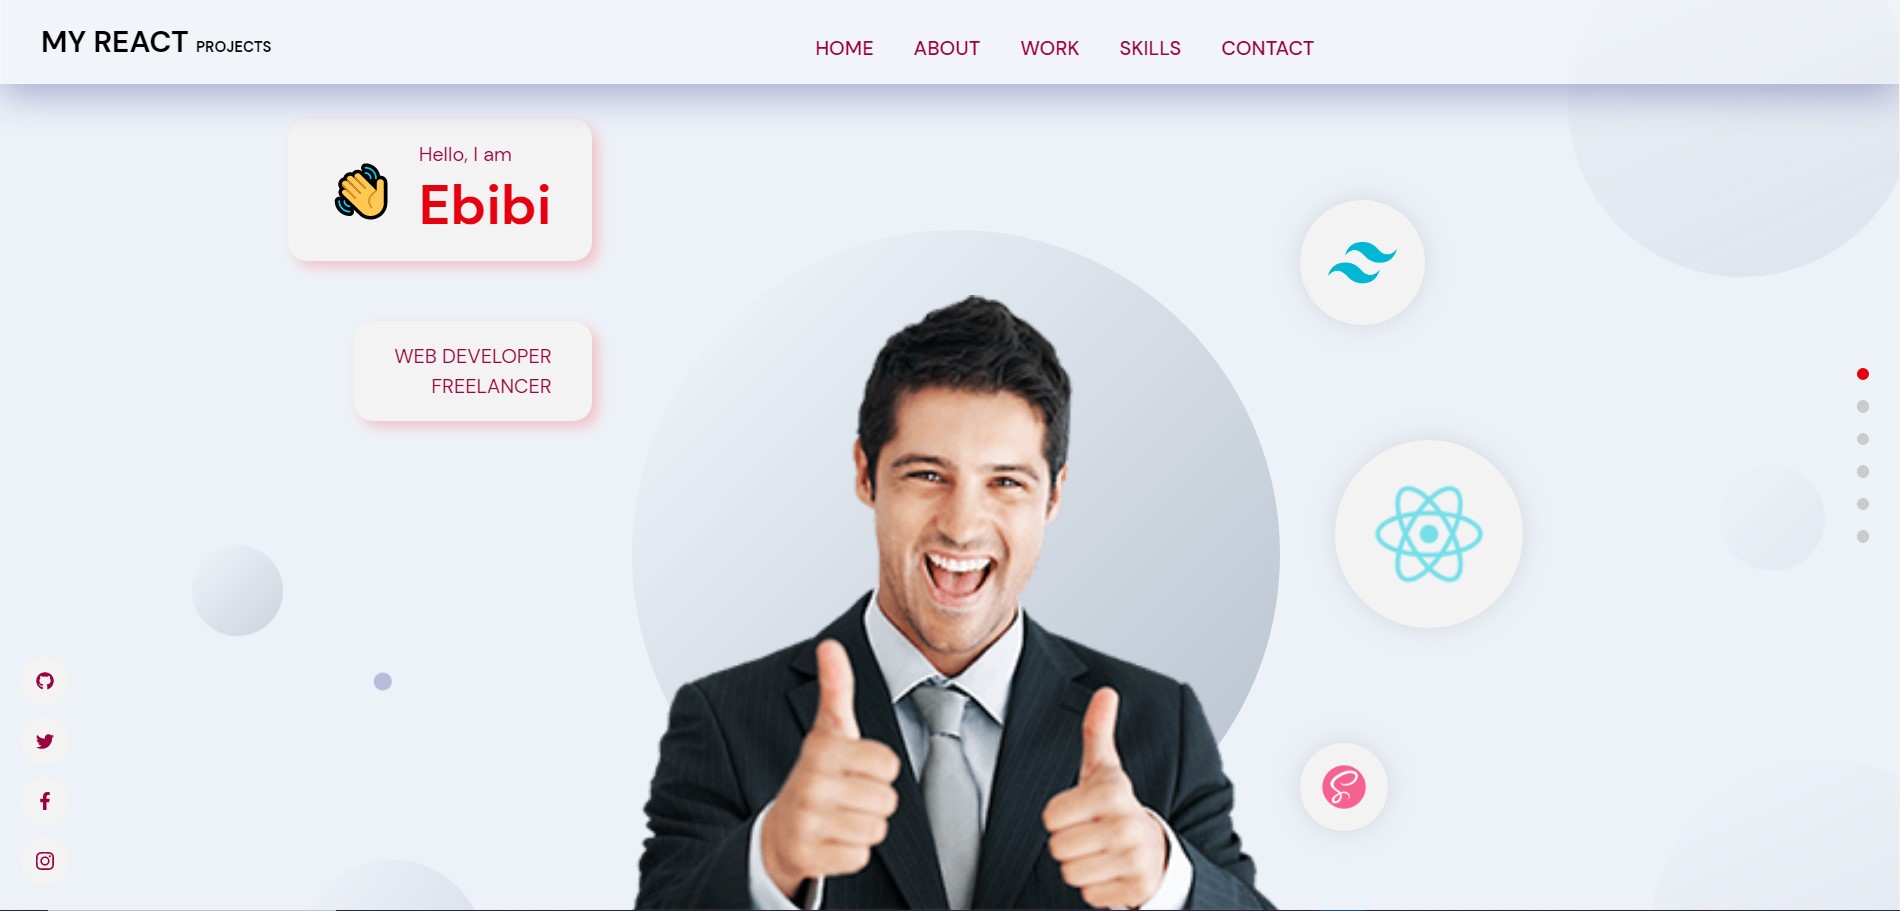 MY REACT PROJECTS
HOME ABOUT WORK SKILLS CONTACT
Hello, I am
Ebibi
WEB DEVELOPER
FREELANCER